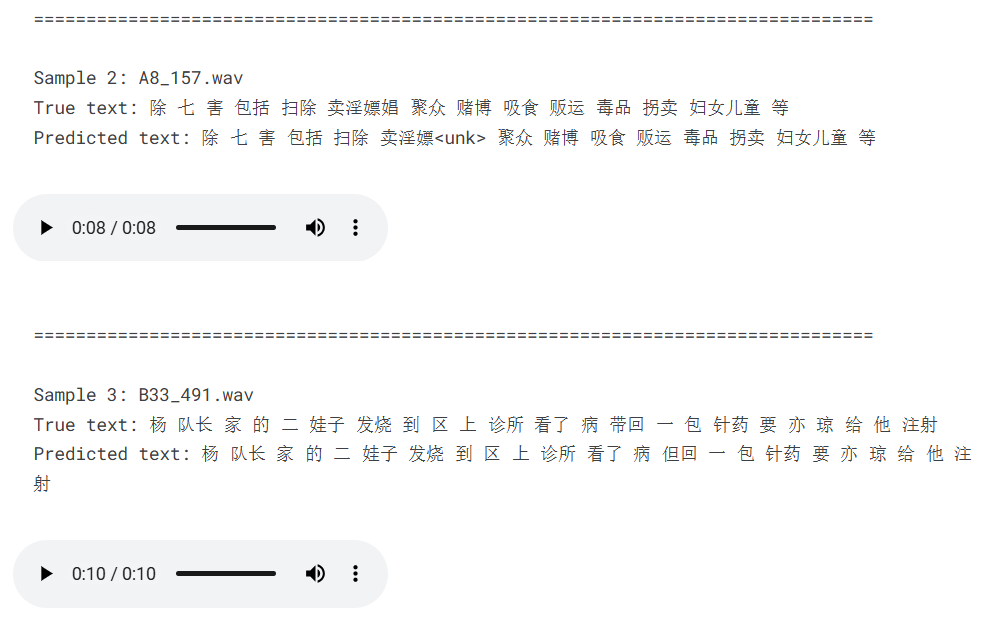 ================================================================================
Sample 2: A8_157.wav
True text: 除 七 害 包括 扫除 卖淫嫖娼 聚众 赌博 吸食 贩运 毒品 拐卖 妇女儿童 等
Predicted text: 除 七 害 包括 扫除 卖淫嫖<unk> 聚众 赌博 吸食 贩运 毒品 拐卖 妇女儿童 等
0:08 / 0:08
================================================================================
Sample 3: B33_491.wav
True text: 杨 队长 家 的 二 娃子 发烧 到 区 上 诊所 看了 病 带回 一 包 针药 要 亦 琼 给 他 注射
Predicted text: 杨 队长 家 的 二 娃子 发烧 到 区 上 诊所 看了 病 但回 一 包 针药 要 亦 琼 给 他 注
射
0:10 / 0:10